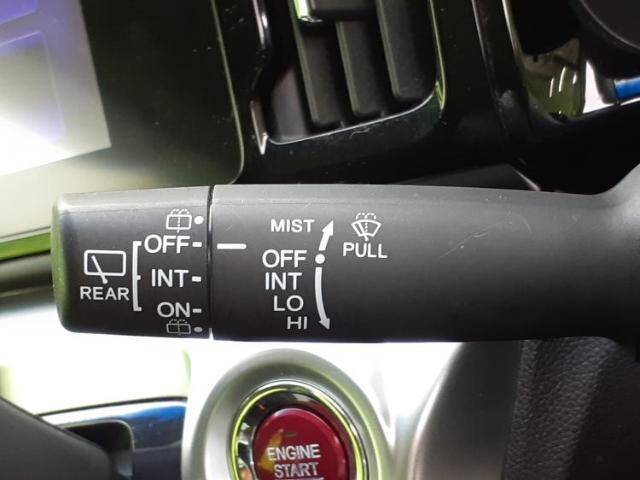 REAR
OFF
INT
ON
MIST
OFF
INT
LO
HI
PULL
ENGINE
START